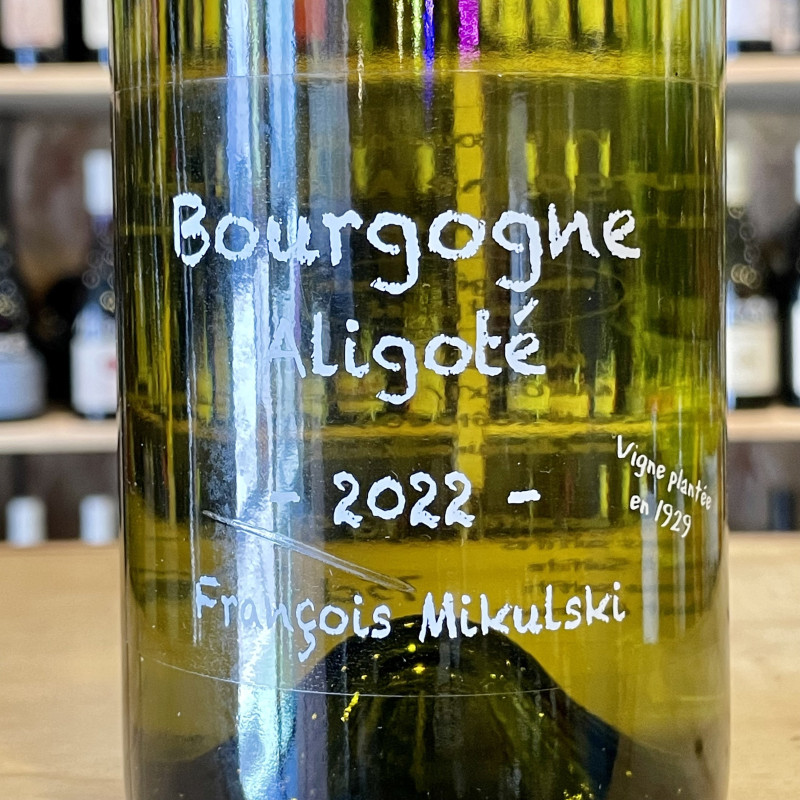 Bourgogne
Aligoté
- 2022 -
Vigne plantée
en 1929
François Mikulski